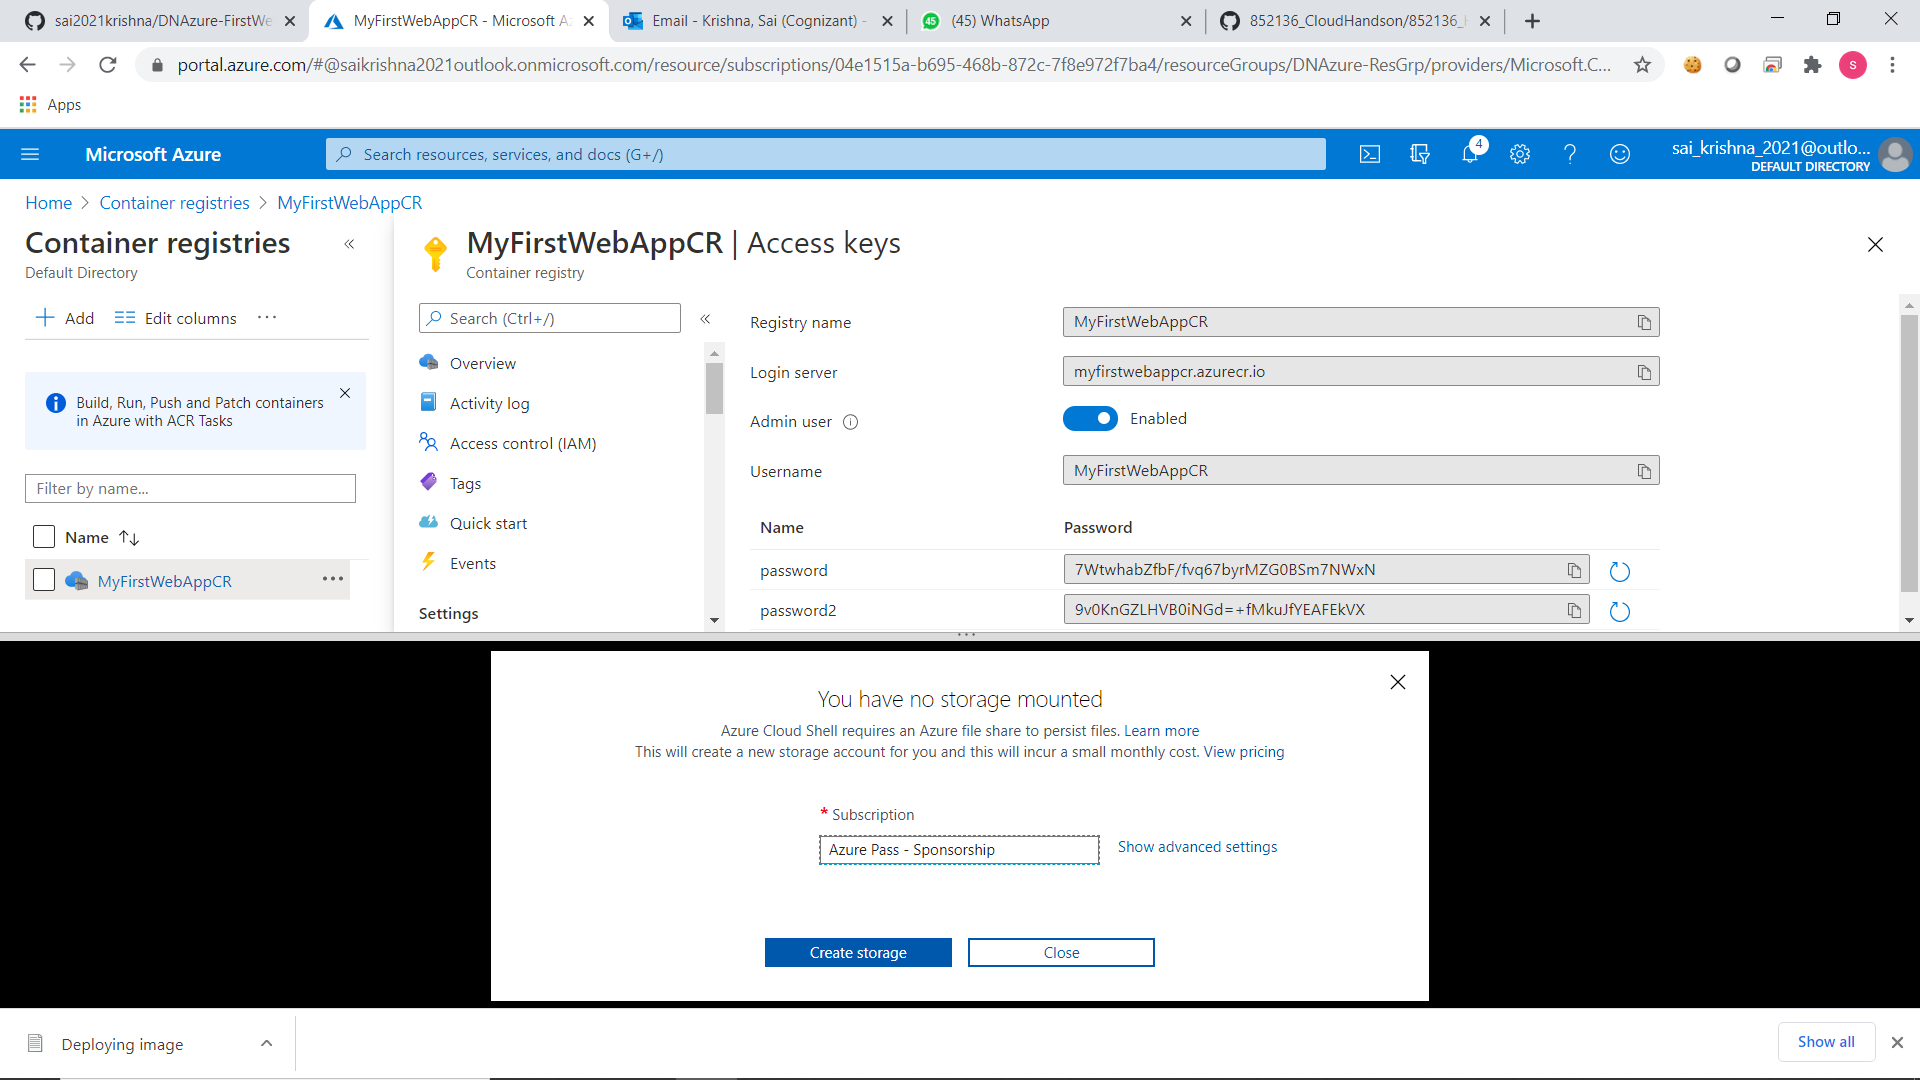 sai2021krishna/DNAzure-FirstWe
MyFirstWebAppCR - Microsoft A
Email - Krishna, Sai (Cognizant) -
45
(45) WhatsApp
852136_CloudHandson/852136_
portal.azure.com/#@saikrishna2021outlook.onmicrosoft.com/resource/subscriptions/04e1515a-b695-468b-872c-7f8e972f7ba4/resourceGroups/DNAzure-ResGrp/providers/Microsoft.C...
S
Apps
Microsoft Azure
Search resources, services, and docs (G+/)
4
sai_krishna_2021@outlo...
DEFAULT DIRECTORY
Home > Container registries > MyFirstWebAppCR
Container registries
Default Directory
Add
Edit columns
Build, Run, Push and Patch containers
in Azure with ACR Tasks
Filter by name...
Name
MyFirstWebAppCR
MyFirstWebAppCR | Access keys
Container registry
Search (Ctrl+/)
Overview
Activity log
Access control (IAM)
Tags
Quick start
Events
Settings
Registry name
MyFirstWebAppCR
Login server
myfirstwebappcr.azurecr.io
Admin user
Enabled
Username
MyFirstWebAppCR
Name
Password
password
7WtwhabZfbF/fvq67byrMZG0BSm7NWxN
password2
9v0KnGZLHVB0iNGd=+fMkuJfYEAFEkVX
You have no storage mounted
Azure Cloud Shell requires an Azure file share to persist files. Learn more
This will create a new storage account for you and this will incur a small monthly cost. View pricing
* Subscription
Azure Pass - Sponsorship
Show advanced settings
Create storage
Close
Deploying image
Show all